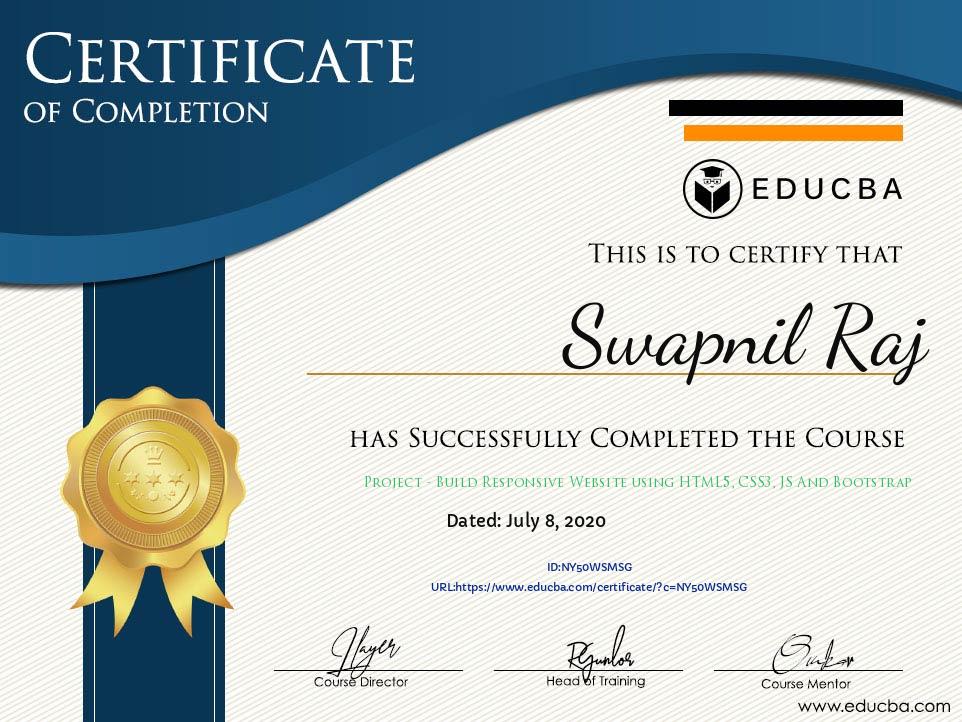 CERTIFICATE
OF COMPLETION
EDUCBA
THIS IS TO CERTIFY THAT
Swapnil Raj
HAS SUCCESSFULLY COMPLETED THE COURSE
PROJECT - BUILD RESPONSIVE WEBSITE USING HTML5, CSS3, JS AND BOOTSTRAP
Dated: July 8, 2020
ID:NY50WSMSG
URL:https://www.educba.com/certificate/?c=NY50WSMSG
Course Director
Head of Training
Course Mentor
www.educba.com